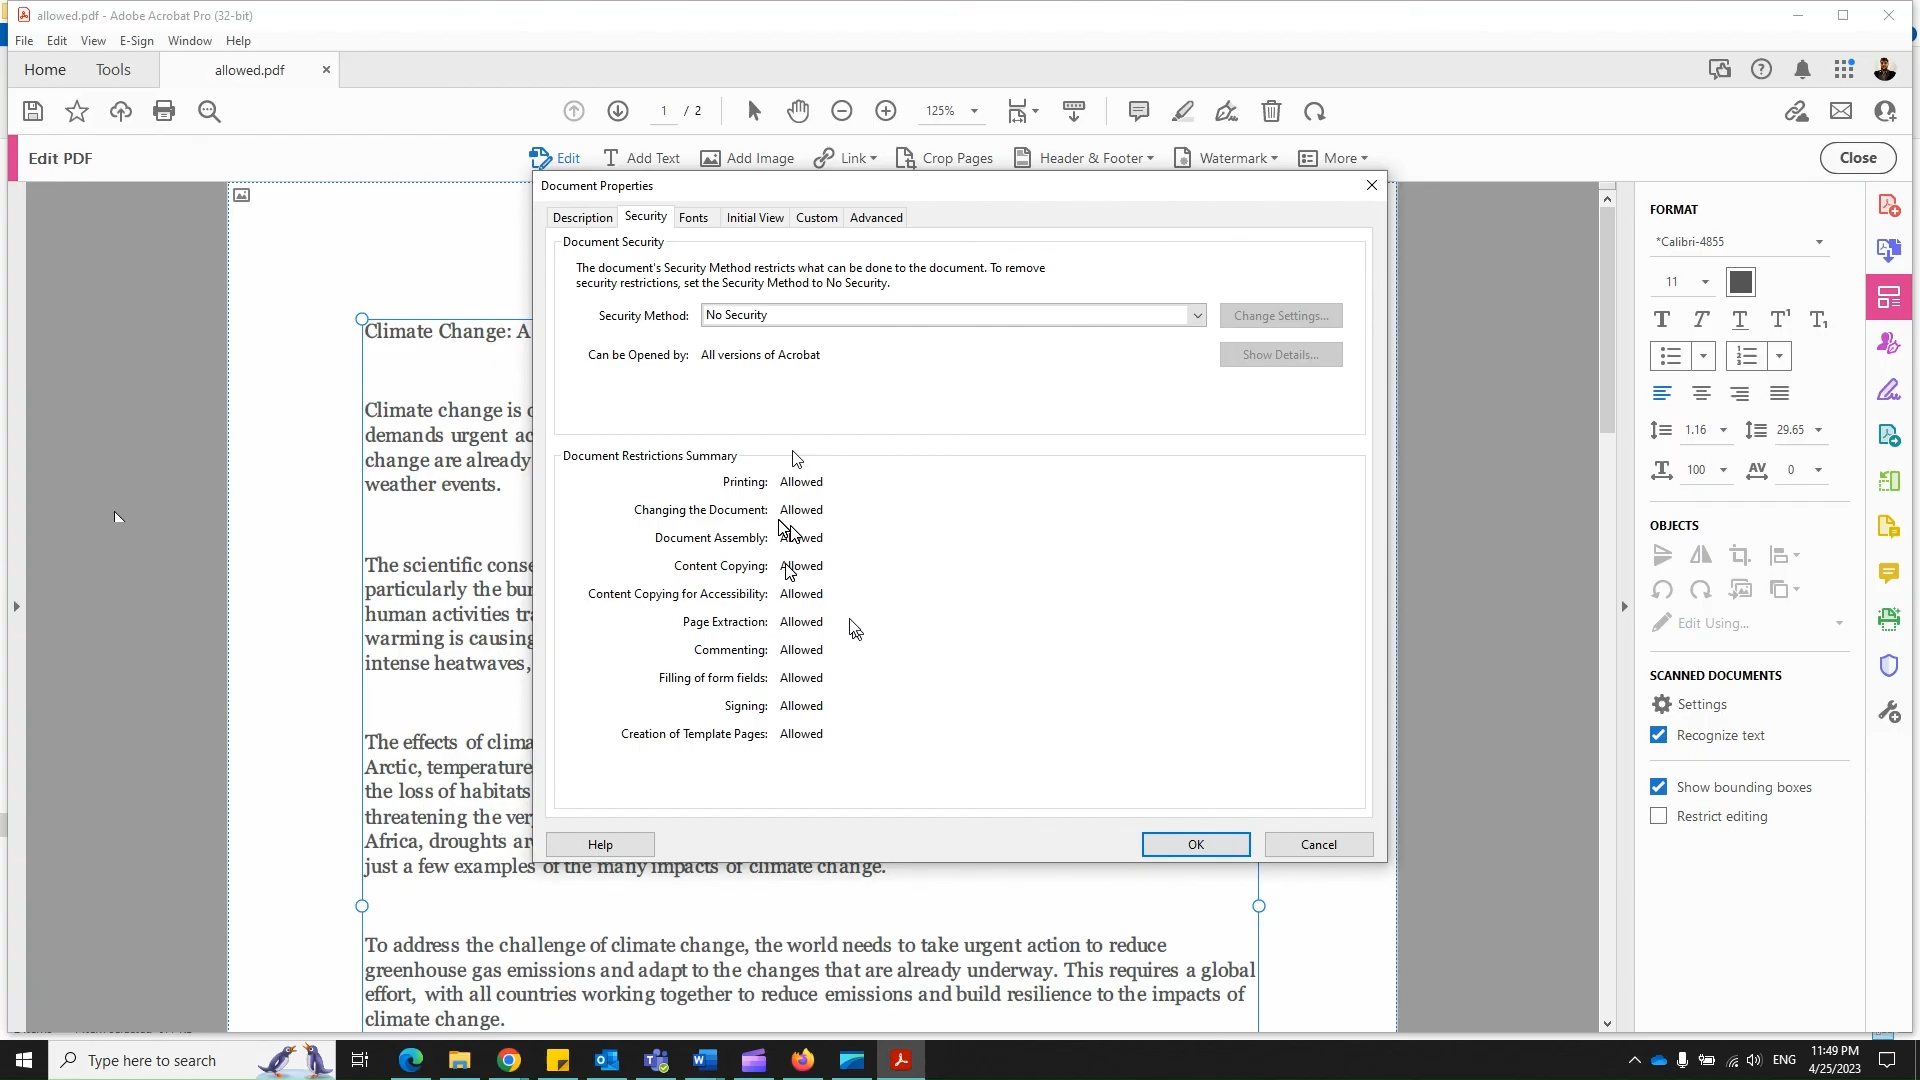 allowed.pdf - Adobe Acrobat Pro (32-bit)
File Edit View E-Sign Window Help
Home Tools allowed.pdf
1 / 2 125%
Edit PDF Edit Add Text Add Image Link Crop Pages Header & Footer Watermark More Close
Document Properties
Description Security Fonts Initial View Custom Advanced
Document Security
The document's Security Method restricts what can be done to the document. To remove
security restrictions, set the Security Method to No Security.
Security Method: No Security Change Settings...
Can be Opened by: All versions of Acrobat Show Details...
Document Restrictions Summary
Printing: Allowed
Changing the Document: Allowed
Document Assembly: Allowed
Content Copying: Allowed
Content Copying for Accessibility: Allowed
Page Extraction: Allowed
Commenting: Allowed
Filling of form fields: Allowed
Signing: Allowed
Creation of Template Pages: Allowed
Help OK Cancel
Climate Change: A
Climate change is
demands urgent
change are already
weather events.
The scientific
particularly the
human activities
warming is causing
intense heatwaves,
The effects of
Arctic, temperature
the loss of habitats
threatening the
Africa, droughts
just a few examples of the many impacts of climate change.
To address the challenge of climate change, the world needs to take urgent action to reduce
greenhouse gas emissions and adapt to the changes that are already underway. This requires a global
effort, with all countries working together to reduce emissions and build resilience to the impacts of
climate change.
FORMAT
*Calibri-4855
11
1.16 29.65
100 AV 0
OBJECTS
Edit Using...
SCANNED DOCUMENTS
Settings
Recognize text
Show bounding boxes
Restrict editing
Type here to search
ENG
11:49 PM
4/25/2023